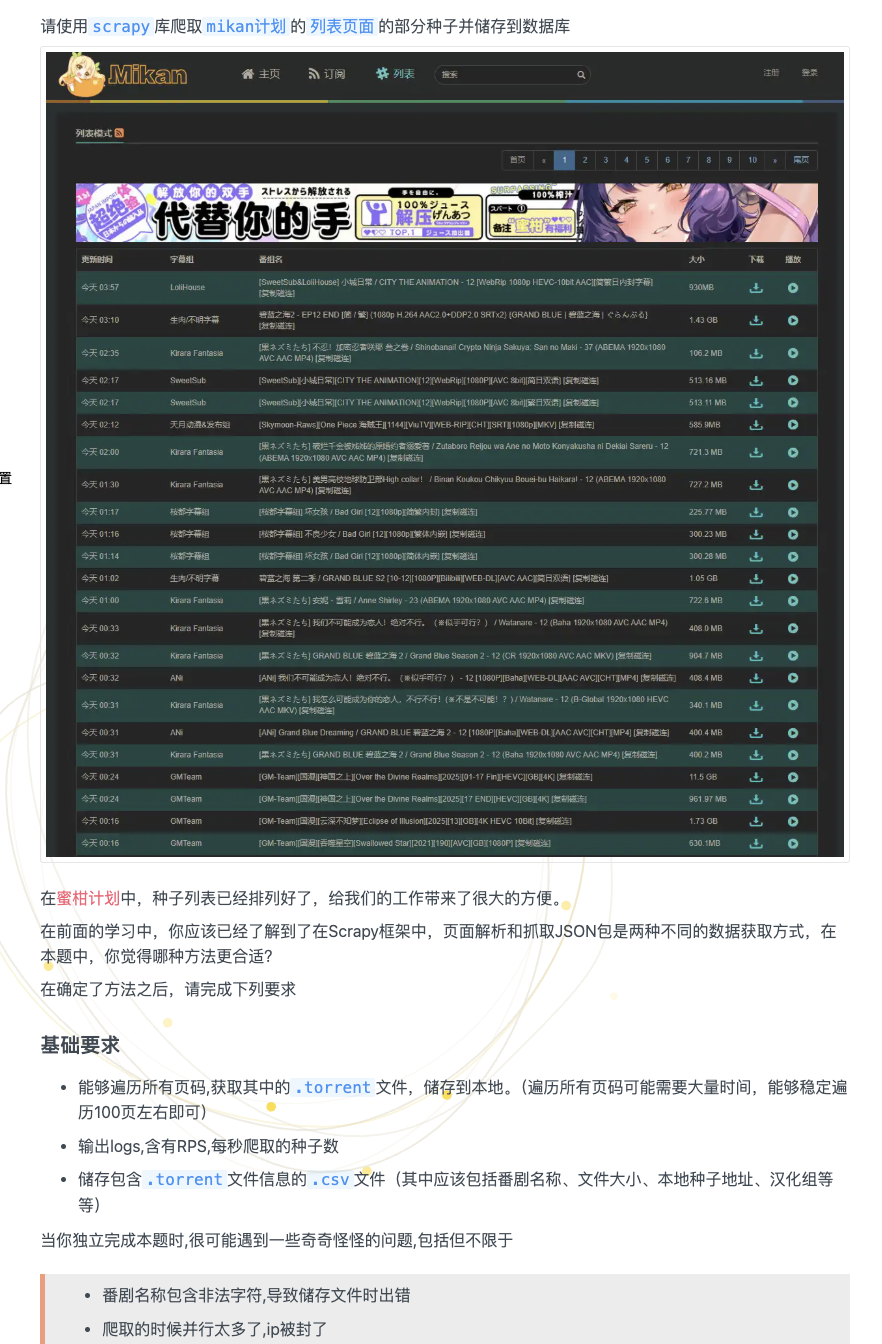 请使用 scrapy 库爬取 mikan计划 的 列表页面 的部分种子并储存到数据库
Mikan
主页
订阅
列表
搜索
注册
登录
列表模式
首页 « 1 2 3 4 5 6 7 8 9 10 » 尾页
解放你的双手
ストレスから解放される
代替你的手
超绝
手を自由に。
100%ジュース
解压げんあつ
TOP.1
100%榨汁
备注"蜜柑"有福利
更新时间 字幕组 番组名 大小 下载 播放
今天 03:57 LoliHouse [SweetSub&LoliHouse] 小城日常 / CITY THE ANIMATION - 12 [WebRip 1080p HEVC-10bit AAC][简繁日内封字幕] 930MB
[复制磁连]
今天 03:10 生肉/不明字幕 碧蓝之海2 - EP12 END [简 / 繁] (1080p H.264 AAC2.0+DDP2.0 SRTx2) {GRAND BLUE | 碧蓝之海 | ぐらんぶる} 1.43 GB
[复制磁连]
今天 02:35 Kirara Fantasia [黒ネズミたち] 不忍！加密忍者咲耶 叁之卷 / Shinobanai! Crypto Ninja Sakuya: San no Maki - 37 (ABEMA 1920x1080 106.2 MB
AVC AAC MP4) [复制磁连]
今天 02:17 SweetSub [SweetSub][小城日常][CITY THE ANIMATION][12][WebRip][1080P][AVC 8bit][简日双语] [复制磁连] 513.16 MB
今天 02:17 SweetSub [SweetSub][小城日常][CITY THE ANIMATION][12][WebRip][1080P][AVC 8bit][繁日双语] [复制磁连] 513.11 MB
今天 02:12 天月动漫&发布组 [Skymoon-Raws][One Piece 海贼王][1144][ViuTV][WEB-RIP][CHT][SRT][1080p][MKV] [复制磁连] 585.9MB
今天 02:00 Kirara Fantasia [黒ネズミたち] 破烂千金被姊姊的原婚约者溺爱着 / Zutaboro Reijou wa Ane no Moto Konyakusha ni Dekiai Sareru - 12 721.3 MB
(ABEMA 1920x1080 AVC AAC MP4) [复制磁连]
今天 01:30 Kirara Fantasia [黒ネズミたち] 美男高校地球防卫部High collar！ / Binan Koukou Chikyuu Bouei-bu Haikara! - 12 (ABEMA 1920x1080 727.2 MB
AVC AAC MP4) [复制磁连]
今天 01:17 桜都字幕组 [桜都字幕组] 坏女孩 / Bad Girl [12][1080p][简繁内封] [复制磁连] 225.77 MB
今天 01:16 桜都字幕组 [桜都字幕组] 不良少女 / Bad Girl [12][1080p][繁体内嵌] [复制磁连] 300.23 MB
今天 01:14 桜都字幕组 [桜都字幕组] 坏女孩 / Bad Girl [12][1080p][简体内嵌] [复制磁连] 300.28 MB
今天 01:02 生肉/不明字幕 碧蓝之海 第二季 / GRAND BLUE S2 [10-12][1080P][Bilibili][WEB-DL][AVC AAC][简日双语] [复制磁连] 1.05 GB
今天 01:00 Kirara Fantasia [黒ネズミたち] 安妮・雪莉 / Anne Shirley - 23 (ABEMA 1920x1080 AVC AAC MP4) [复制磁连] 722.6 MB
今天 00:33 Kirara Fantasia [黒ネズミたち] 我们不可能成为恋人！绝对不行。（※似乎可行？） / Watanare - 12 (Baha 1920x1080 AVC AAC MP4) 408.0 MB
[复制磁连]
今天 00:32 Kirara Fantasia [黒ネズミたち] GRAND BLUE 碧蓝之海 2 / Grand Blue Season 2 - 12 (CR 1920x1080 AVC AAC MKV) [复制磁连] 904.7 MB
今天 00:32 ANi [ANi] 我们不可能成为恋人！绝对不行。（※似乎可行？） - 12 [1080P][Baha][WEB-DL][AAC AVC][CHT][MP4] [复制磁连] 408.4 MB
今天 00:31 Kirara Fantasia [黒ネズミたち] 我怎么可能成为你的恋人，不行不行！(※不是不可能！？) / Watanare - 12 (B-Global 1920x1080 HEVC 340.1 MB
AAC MKV) [复制磁连]
今天 00:31 ANi [ANi] Grand Blue Dreaming / GRAND BLUE 碧蓝之海 2 - 12 [1080P][Baha][WEB-DL][AAC AVC][CHT][MP4] [复制磁连] 400.4 MB
今天 00:31 Kirara Fantasia [黒ネズミたち] GRAND BLUE 碧蓝之海 2 / Grand Blue Season 2 - 12 (Baha 1920x1080 AVC AAC MP4) [复制磁连] 400.2 MB
今天 00:24 GMTeam [GM-Team][国漫][神国之上][Over the Divine Realms][2025][01-17 Fin][HEVC][GB][4K] [复制磁连] 11.5 GB
今天 00:24 GMTeam [GM-Team][国漫][神国之上][Over the Divine Realms][2025][17 END][HEVC][GB][4K] [复制磁连] 961.97 MB
今天 00:16 GMTeam [GM-Team][国漫][云深不知梦][Eclipse of Illusion][2025][13][GB][4K HEVC 10Bit] [复制磁连] 1.73 GB
今天 00:16 GMTeam [GM-Team][国漫][吞噬星空][Swallowed Star][2021][190][AVC][GB][1080P] [复制磁连] 630.1MB
置
在蜜柑计划中，种子列表已经排列好了，给我们的工作带来了很大的方便。
在前面的学习中，你应该已经了解到了在Scrapy框架中，页面解析和抓取JSON包是两种不同的数据获取方式，在
本题中，你觉得哪种方法更合适?
在确定了方法之后，请完成下列要求
基础要求
• 能够遍历所有页码,获取其中的 .torrent 文件，储存到本地。（遍历所有页码可能需要大量时间，能够稳定遍
历100页左右即可）
• 输出logs,含有RPS,每秒爬取的种子数
• 储存包含 .torrent 文件信息的 .csv 文件（其中应该包括番剧名称、文件大小、本地种子地址、汉化组等
等）
当你独立完成本题时,很可能遇到一些奇奇怪怪的问题,包括但不限于
• 番剧名称包含非法字符,导致储存文件时出错
• 爬取的时候并行太多了,ip被封了